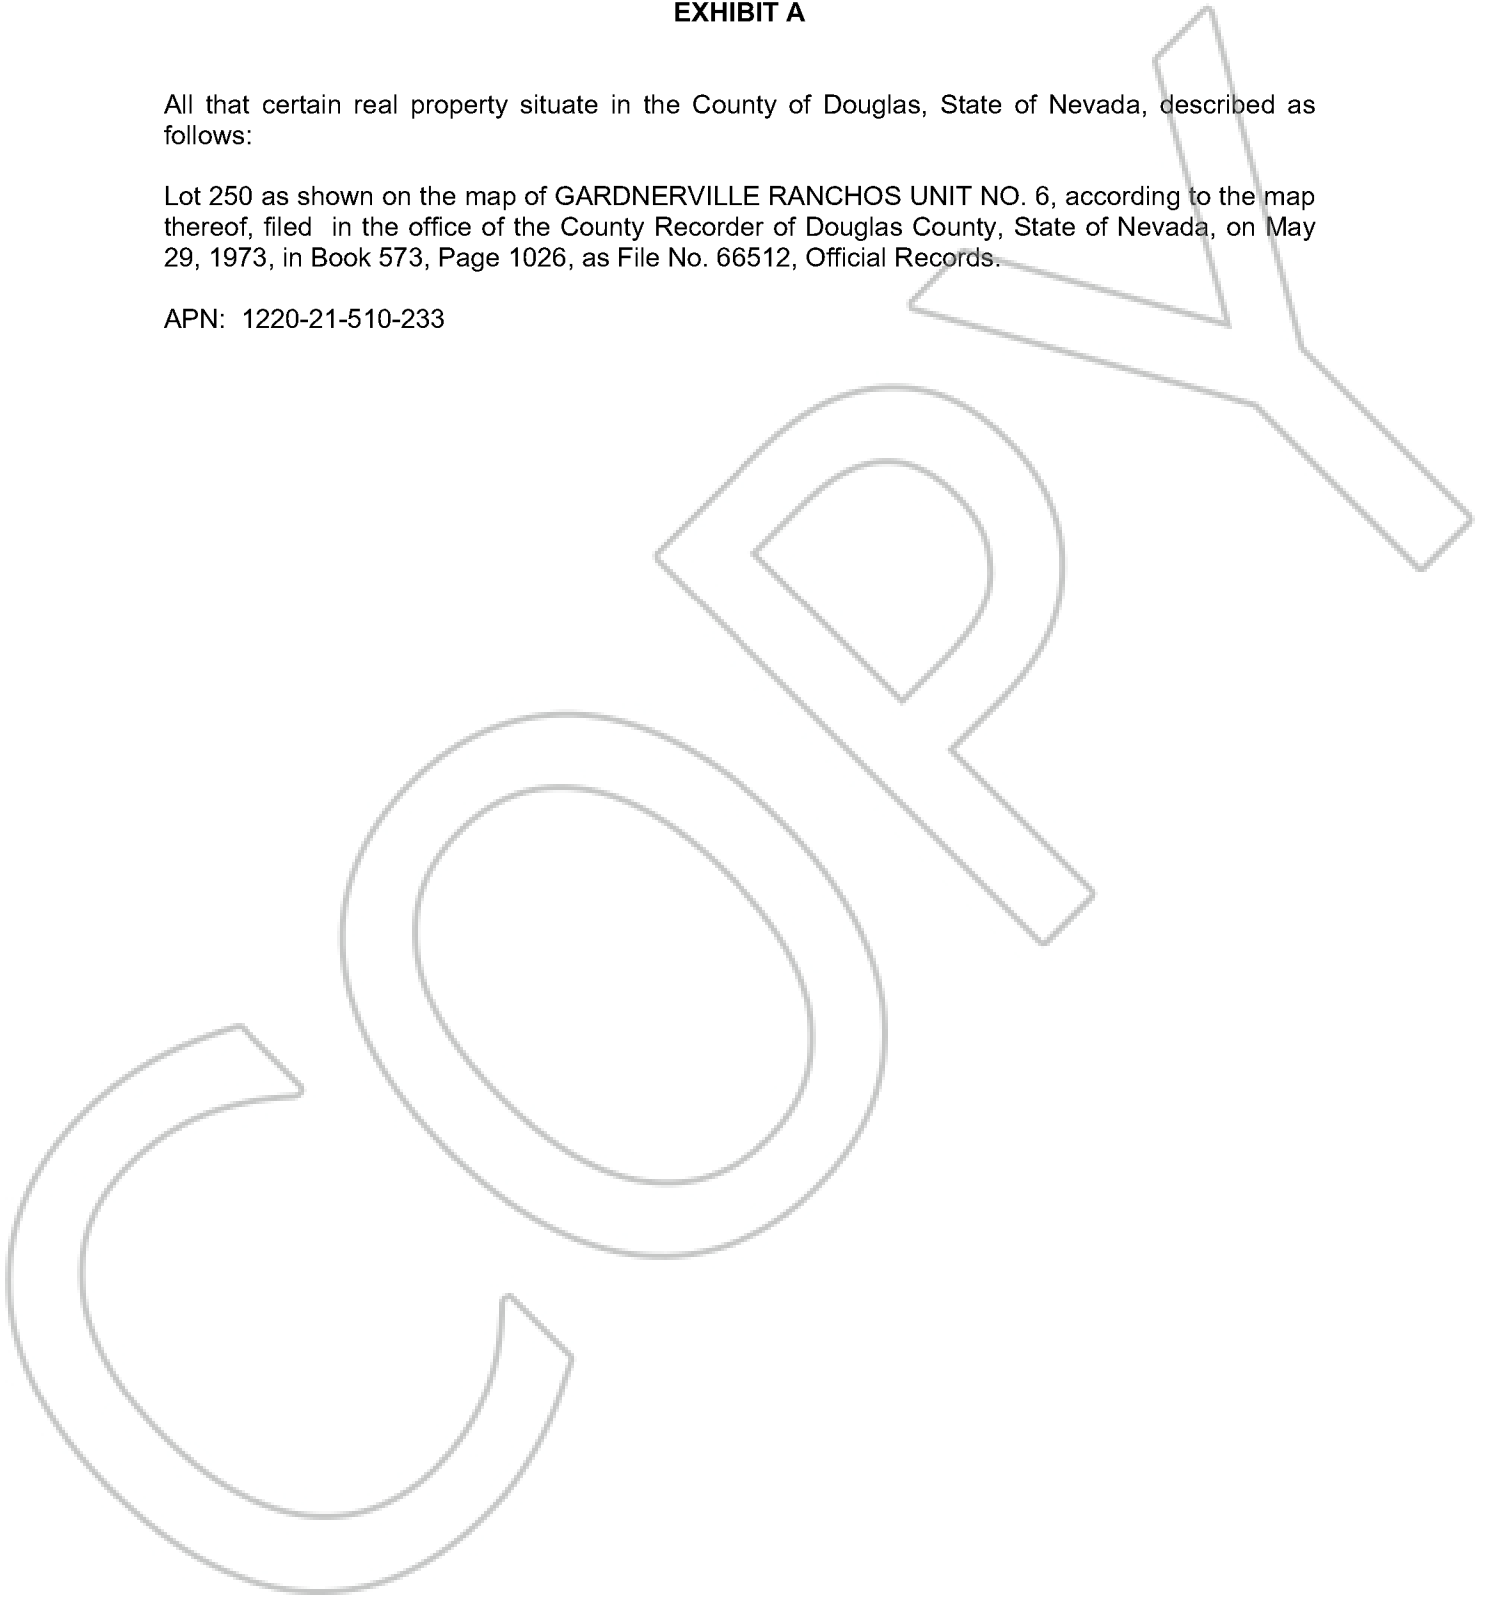 EXHIBIT A
All that certain real property situate in the County of Douglas, State of Nevada, described as
follows:
Lot 250 as shown on the map of GARDNERVILLE RANCHOS UNIT NO. 6, according to the map
thereof, filed  in the office of the County Recorder of Douglas County, State of Nevada, on May
29, 1973, in Book 573, Page 1026, as File No. 66512, Official Records.
APN:  1220-21-510-233
COPY